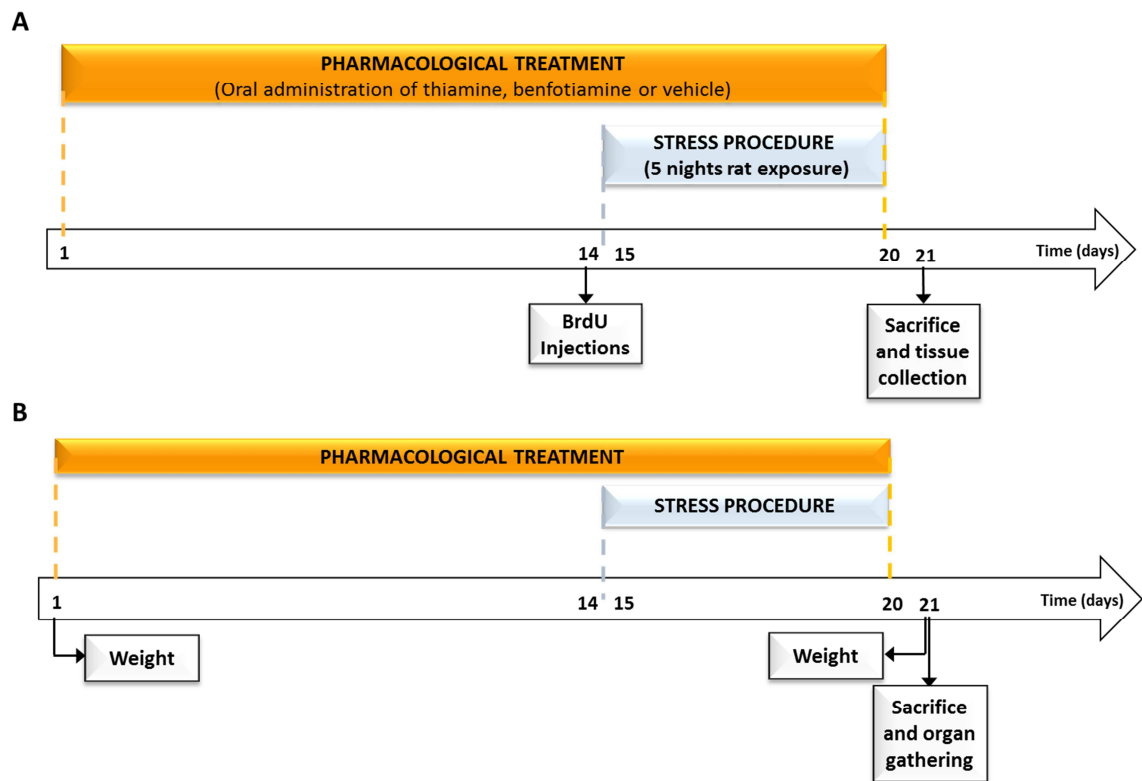 A
PHARMACOLOGICAL TREATMENT
(Oral administration of thiamine, benfotiamine or vehicle)
STRESS PROCEDURE
(5 nights rat exposure)
1
14
15
20
21
Time (days)
BrdU
Injections
Sacrifice
and tissue
collection
B
PHARMACOLOGICAL TREATMENT
STRESS PROCEDURE
1
14
15
20
21
Time (days)
Weight
Weight
Sacrifice
and organ
gathering